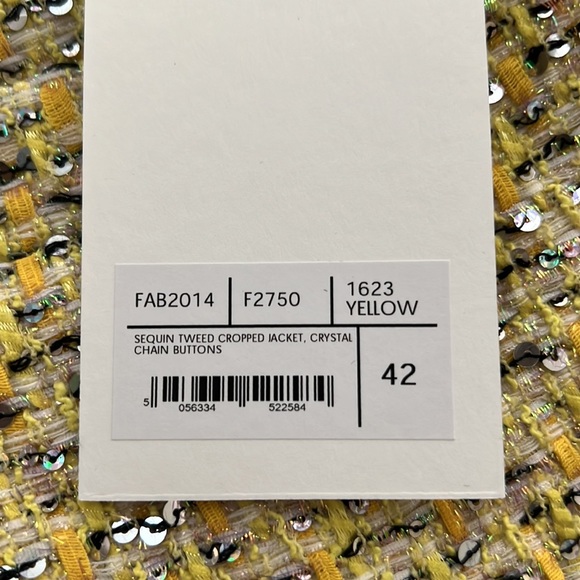 FAB2014 F2750 1623
YELLOW
SEQUIN TWEED CROPPED JACKET, CRYSTAL
CHAIN BUTTONS
42
5 056334 522584